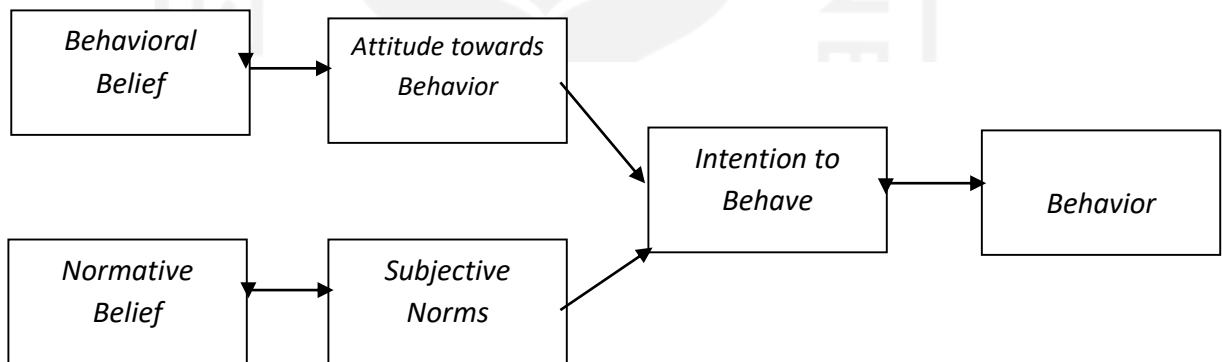 Behavioral
Belief
Attitude towards
Behavior
Intention to
Behave
Behavior
Normative
Belief
Subjective
Norms